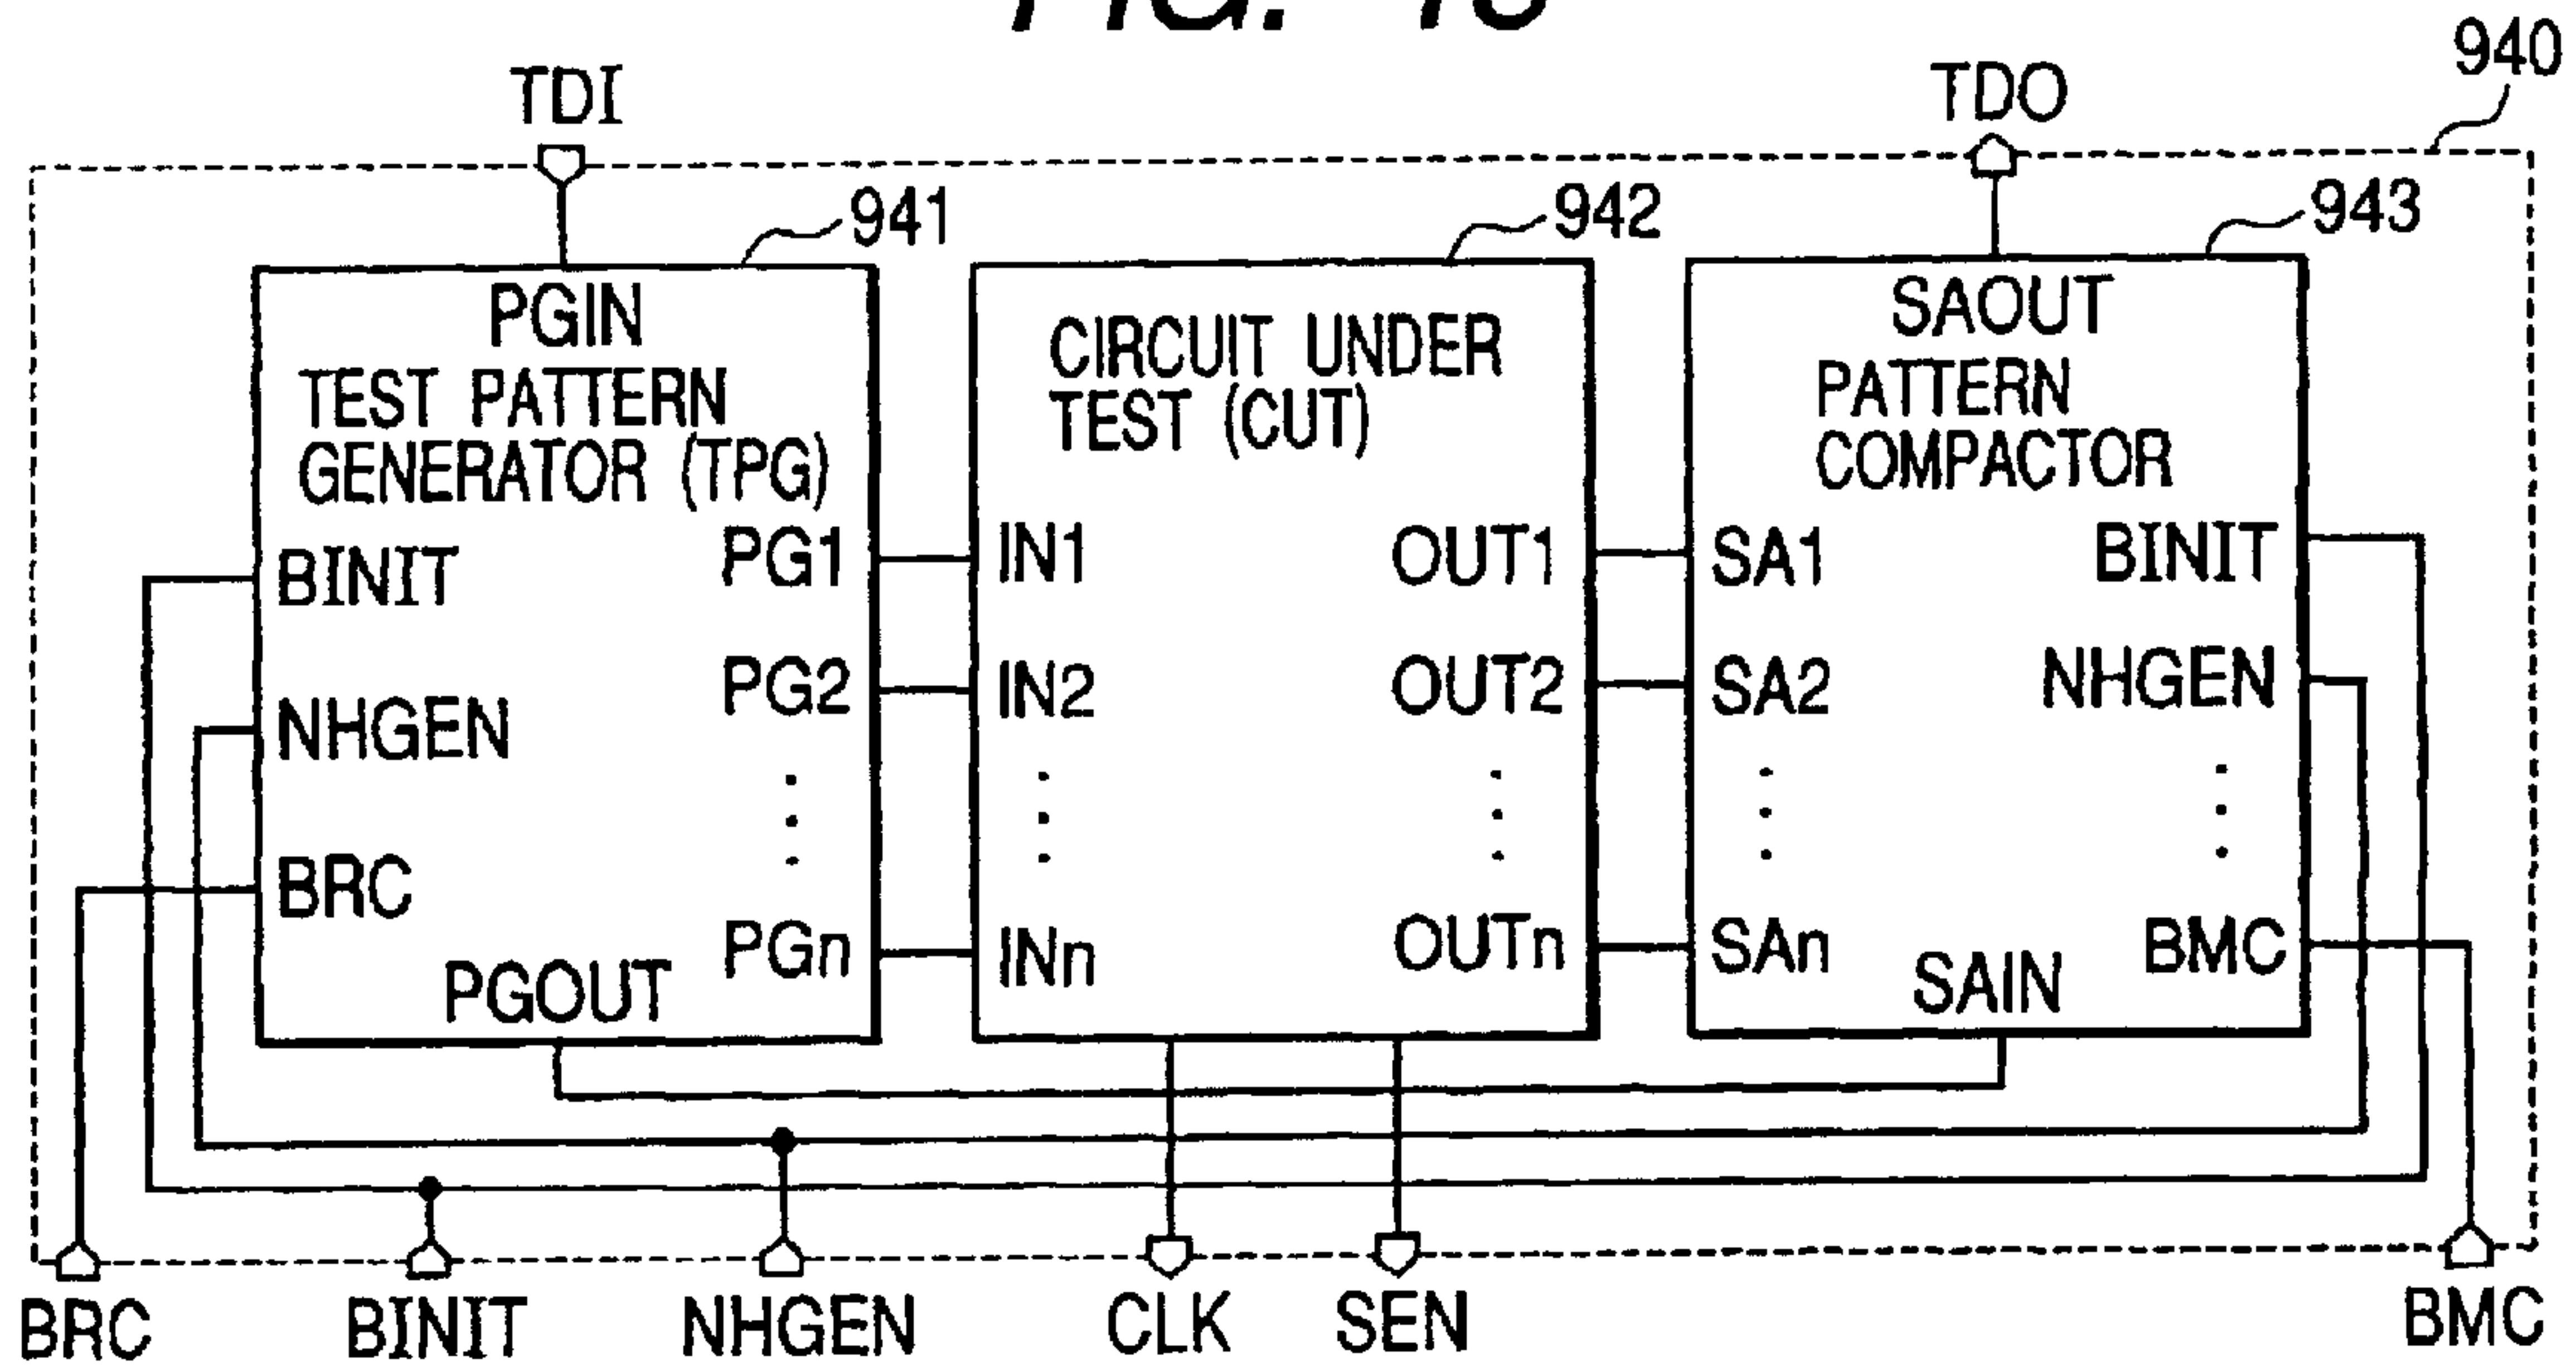 940
TDI
TDO
941
942
943
PGIN
TEST PATTERN
GENERATOR (TPG)
BINIT
NHGEN
BRC
PG1
PG2
PGn
PGOUT
CIRCUIT UNDER
TEST (CUT)
IN1
IN2
INn
OUT1
OUT2
OUTn
SAOUT
PATTERN
COMPACTOR
SA1
SA2
SAn
BINIT
NHGEN
BMC
SAIN
BRC
BINIT
NHGEN
CLK
SEN
BMC